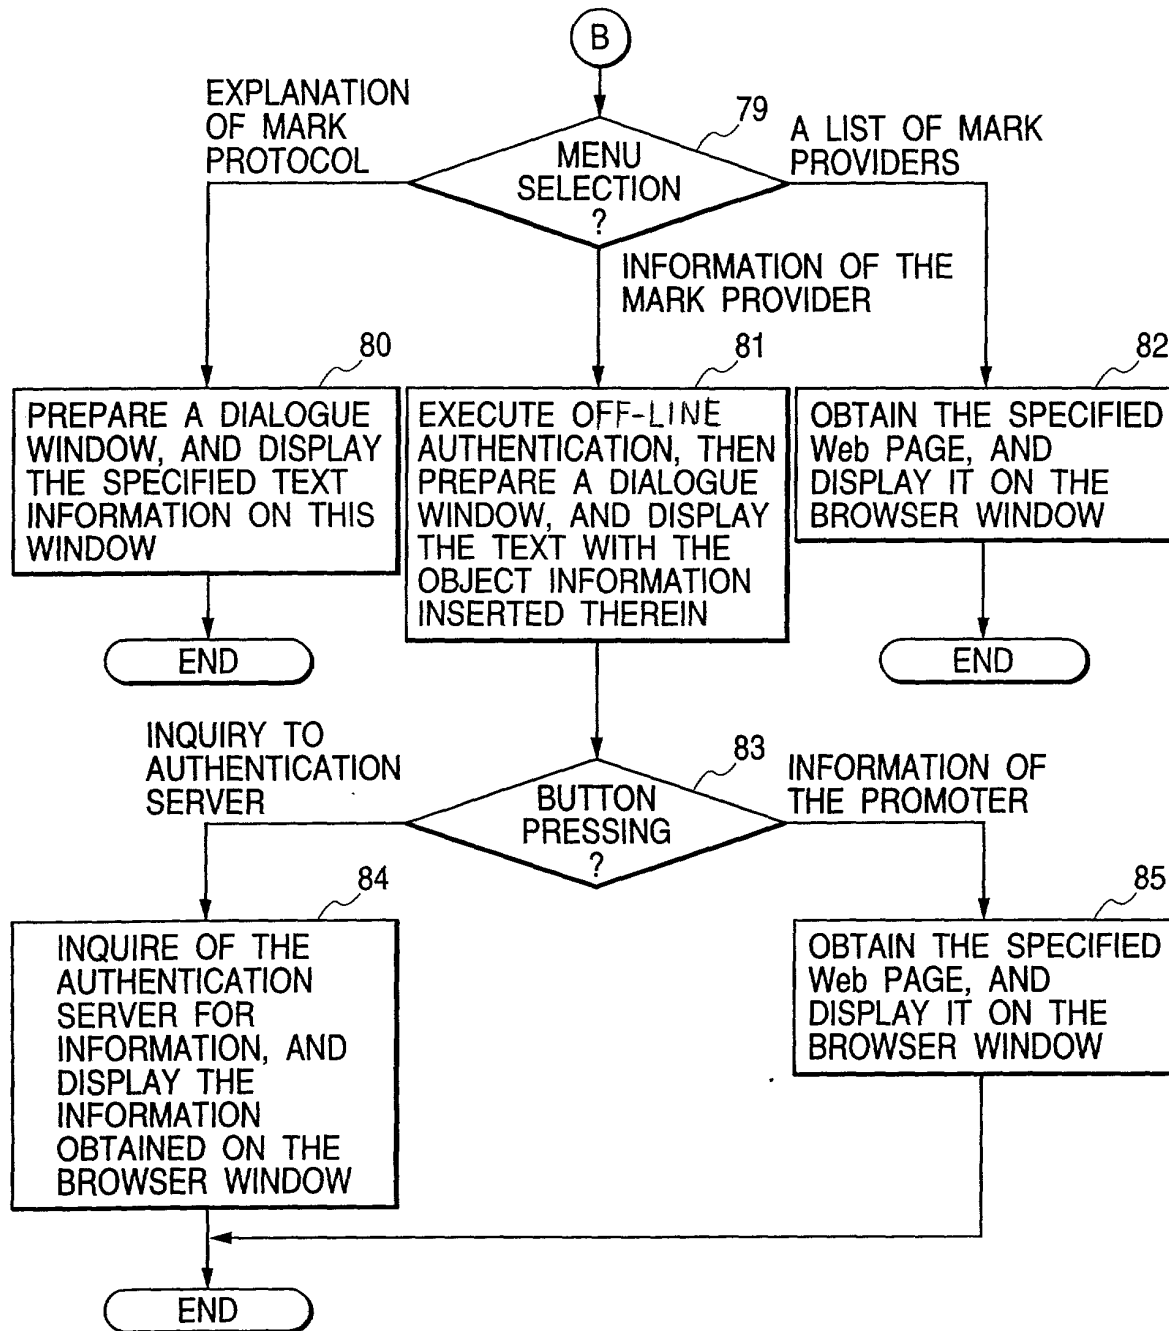 B
EXPLANATION
OF MARK
PROTOCOL
79
MENU
SELECTION
?
A LIST OF MARK
PROVIDERS
INFORMATION OF THE
MARK PROVIDER
80
PREPARE A DIALOGUE
WINDOW, AND DISPLAY
THE SPECIFIED TEXT
INFORMATION ON THIS
WINDOW
END
81
EXECUTE OFF-LINE
AUTHENTICATION, THEN
PREPARE A DIALOGUE
WINDOW, AND DISPLAY
THE TEXT WITH THE
OBJECT INFORMATION
INSERTED THEREIN
82
OBTAIN THE SPECIFIED
Web PAGE, AND
DISPLAY IT ON THE
BROWSER WINDOW
END
INQUIRY TO
AUTHENTICATION
SERVER
83
BUTTON
PRESSING
?
INFORMATION OF
THE PROMOTER
84
INQUIRE OF THE
AUTHENTICATION
SERVER FOR
INFORMATION, AND
DISPLAY THE
INFORMATION
OBTAINED ON THE
BROWSER WINDOW
85
OBTAIN THE SPECIFIED
Web PAGE, AND
DISPLAY IT ON THE
BROWSER WINDOW
END